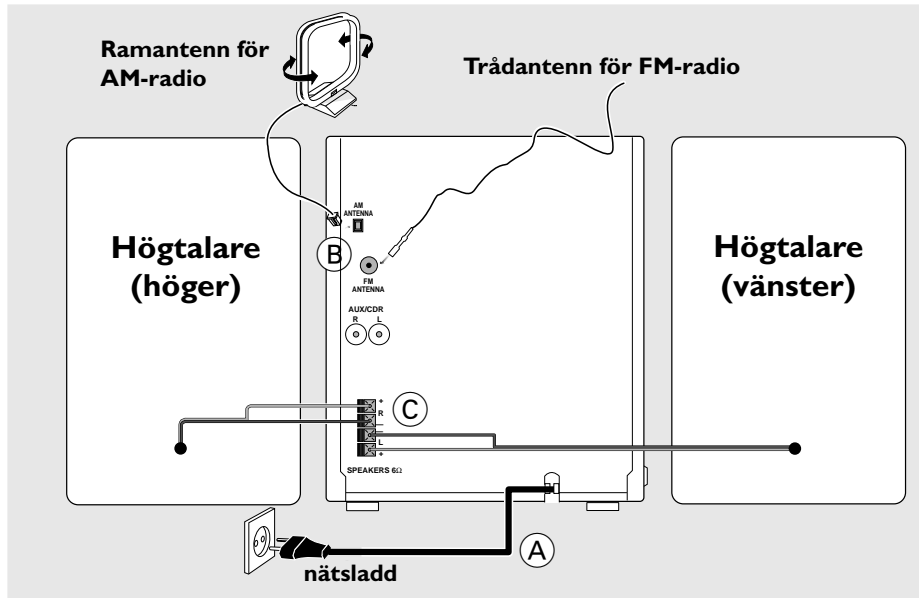 Ramantenn för
AM-radio
Trådantenn för FM-radio
AM
ANTENNA
Högtalare
(höger)
B
Högtalare
(vänster)
FM
ANTENNA
AUX/CDR
R L
+
R
–
C
–
L
+
SPEAKERS 6Ω
A
nätsladd